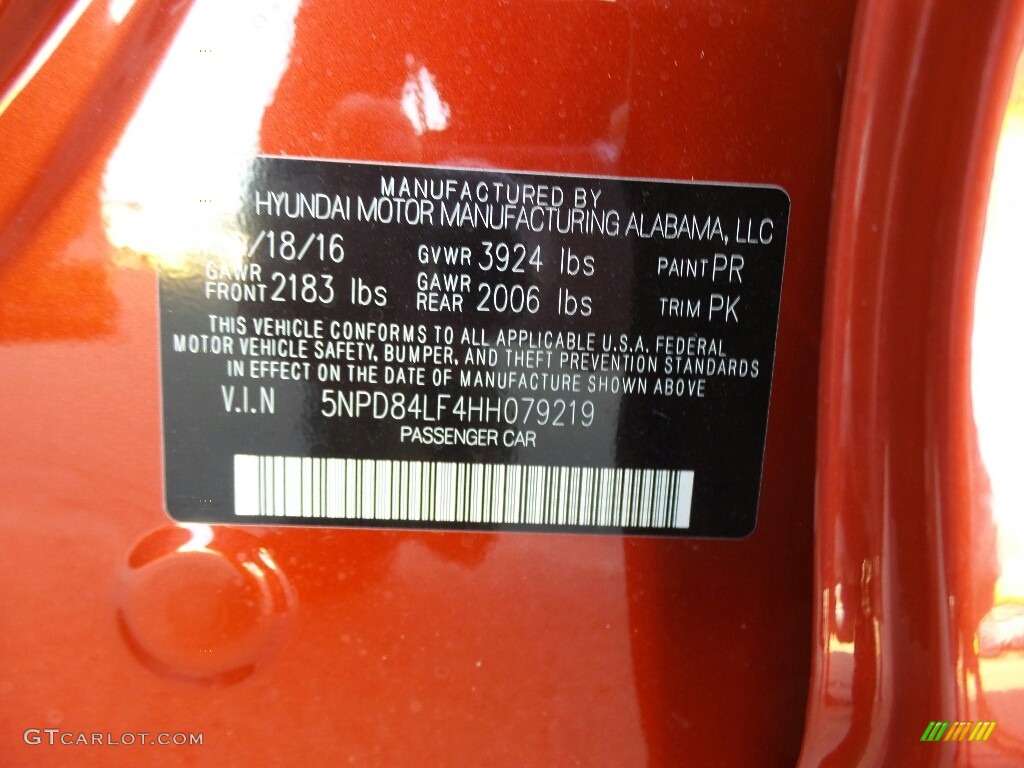 MANUFACTURED BY
HYUNDAI MOTOR MANUFACTURING ALABAMA, LLC
/18/16 GVWR 3924 lbs PAINT PR
GAWR FRONT 2183 lbs GAWR REAR 2006 lbs TRIM PK
THIS VEHICLE CONFORMS TO ALL APPLICABLE U.S.A. FEDERAL
MOTOR VEHICLE SAFETY, BUMPER, AND THEFT PREVENTION STANDARDS
IN EFFECT ON THE DATE OF MANUFACTURE SHOWN ABOVE
V.I.N 5NPD84LF4HH079219
PASSENGER CAR
GTCARLOT.COM